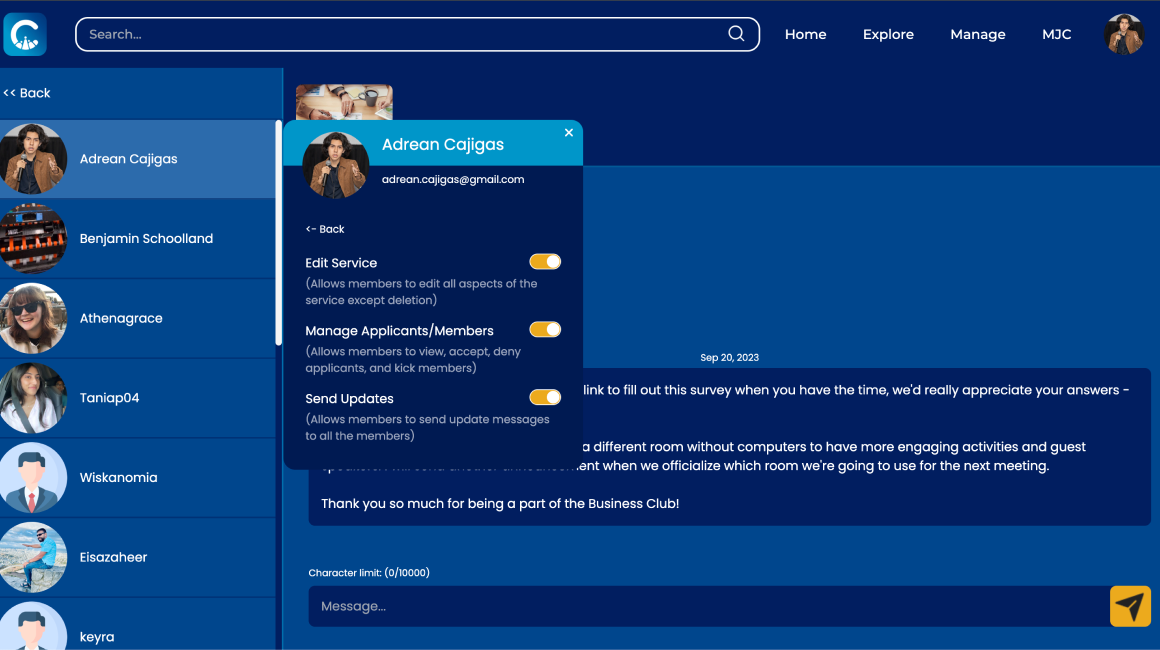 Search...
Home
Explore
Manage
MJC
<< Back
Adrean Cajigas
Benjamin Schoolland
Athenagrace
Taniap04
Wiskanomia
Eisazaheer
keyra
×
Adrean Cajigas
adrean.cajigas@gmail.com
<- Back
Edit Service
(Allows members to edit all aspects of the
service except deletion)
Manage Applicants/Members
(Allows members to view, accept, deny
applicants, and kick members)
Send Updates
(Allows members to send update messages
to all the members)
Sep 20, 2023
link to fill out this survey when you have the time, we'd really appreciate your answers -
a different room without computers to have more engaging activities and guest
when we officialize which room we're going to use for the next meeting.
Thank you so much for being a part of the Business Club!
Character limit: (0/10000)
Message...